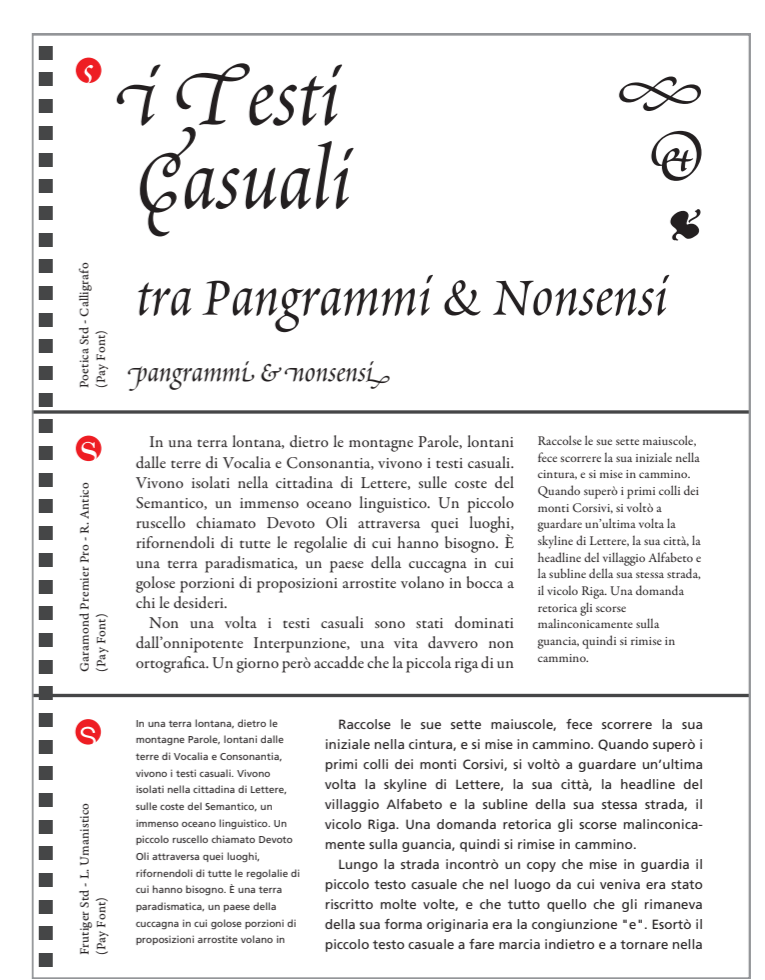 S
i Testi
Casuali
et
tra Pangrammi & Nonsensi
pangrammi & nonsensi
Poetica Std - Calligrafo
(Pay Font)
S
In una terra lontana, dietro le montagne Parole, lontani
dalle terre di Vocalia e Consonantia, vivono i testi casuali.
Vivono isolati nella cittadina di Lettere, sulle coste del
Semantico, un immenso oceano linguistico. Un piccolo
ruscello chiamato Devoto Oli attraversa quei luoghi,
rifornendoli di tutte le regolalie di cui hanno bisogno. È
una terra paradismatica, un paese della cuccagna in cui
golose porzioni di proposizioni arrostite volano in bocca a
chi le desideri.
Non una volta i testi casuali sono stati dominati
dall’onnipotente Interpunzione, una vita davvero non
ortografica. Un giorno però accadde che la piccola riga di un
Raccolse le sue sette maiuscole,
fece scorrere la sua iniziale nella
cintura, e si mise in cammino.
Quando superò i primi colli dei
monti Corsivi, si voltò a
guardare un’ultima volta la
skyline di Lettere, la sua città, la
headline del villaggio Alfabeto e
la subline della sua stessa strada,
il vicolo Riga. Una domanda
retorica gli scorse
malinconicamente sulla
guancia, quindi si rimise in
cammino.
Garamond Premier Pro - R. Antico
(Pay Font)
S
In una terra lontana, dietro le
montagne Parole, lontani dalle
terre di Vocalia e Consonantia,
vivono i testi casuali. Vivono
isolati nella cittadina di Lettere,
sulle coste del Semantico, un
immenso oceano linguistico. Un
piccolo ruscello chiamato Devoto
Oli attraversa quei luoghi,
rifornendoli di tutte le regolalie di
cui hanno bisogno. È una terra
paradismatica, un paese della
cuccagna in cui golose porzioni di
proposizioni arrostite volano in
Raccolse le sue sette maiuscole, fece scorrere la sua
iniziale nella cintura, e si mise in cammino. Quando superò i
primi colli dei monti Corsivi, si voltò a guardare un’ultima
volta la skyline di Lettere, la sua città, la headline del
villaggio Alfabeto e la subline della sua stessa strada, il
vicolo Riga. Una domanda retorica gli scorse malinconica-
mente sulla guancia, quindi si rimise in cammino.
Lungo la strada incontrò un copy che mise in guardia il
piccolo testo casuale che nel luogo da cui veniva era stato
riscritto molte volte, e che tutto quello che gli rimaneva
della sua forma originaria era la congiunzione "e". Esortò il
piccolo testo casuale a fare marcia indietro e a tornare nella
Frutiger Std - L. Umanistico
(Pay Font)